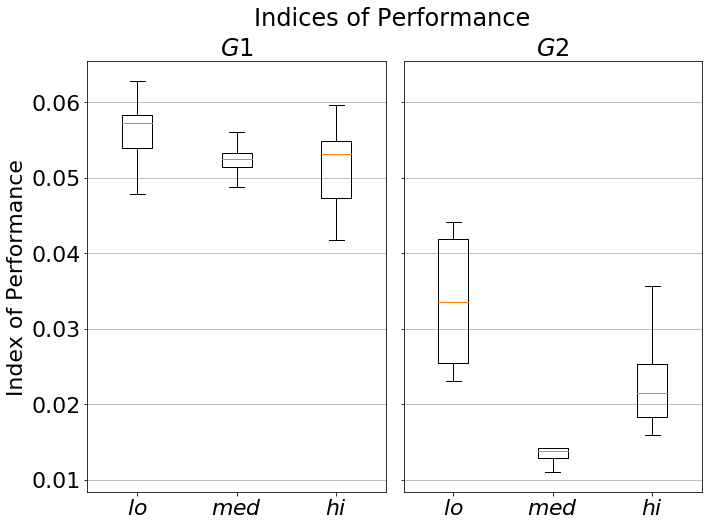 Indices of Performance
G1
G2
Index of Performance
0.06
0.05
0.04
0.03
0.02
0.01
lo med hi
lo med hi